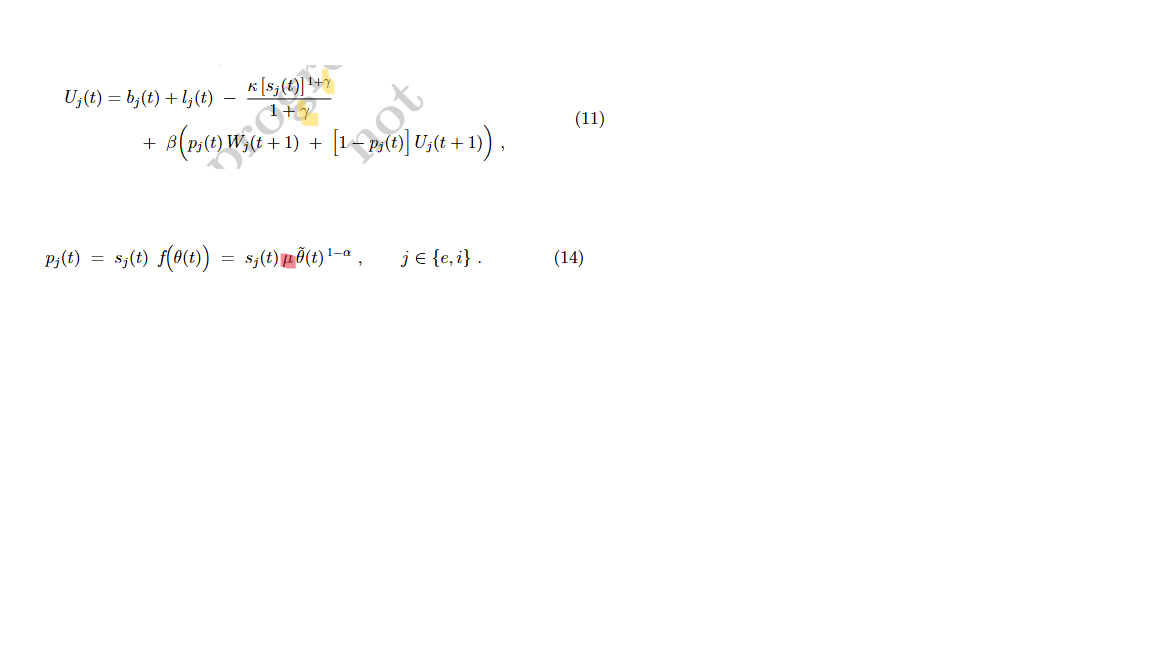 U_j(t) = b_j(t) + l_j(t) − κ [s_j(t)]^{1+γ} / (1 + γ)
+ β( p_j(t) W_j(t + 1) + [1 − p_j(t)] U_j(t + 1) ) , (11)
p_j(t) = s_j(t) f(θ(t)) = s_j(t) μ θ̃(t)^{1−α} , j ∈ {e, i} . (14)
not